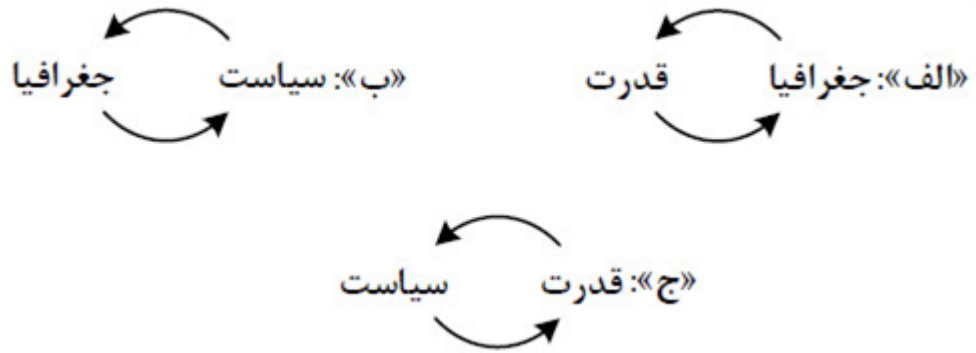 «الف»: جغرافیا قدرت
«ب»: سیاست جغرافیا
«ج»: قدرت سیاست